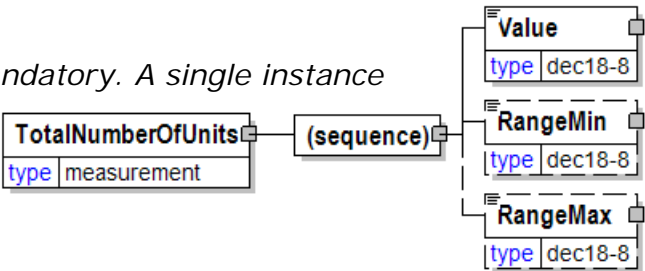 ndatory. A single instance
Value
type dec18-8
RangeMin
type dec18-8
RangeMax
type dec18-8
TotalNumberOfUnits
type measurement
(sequence)